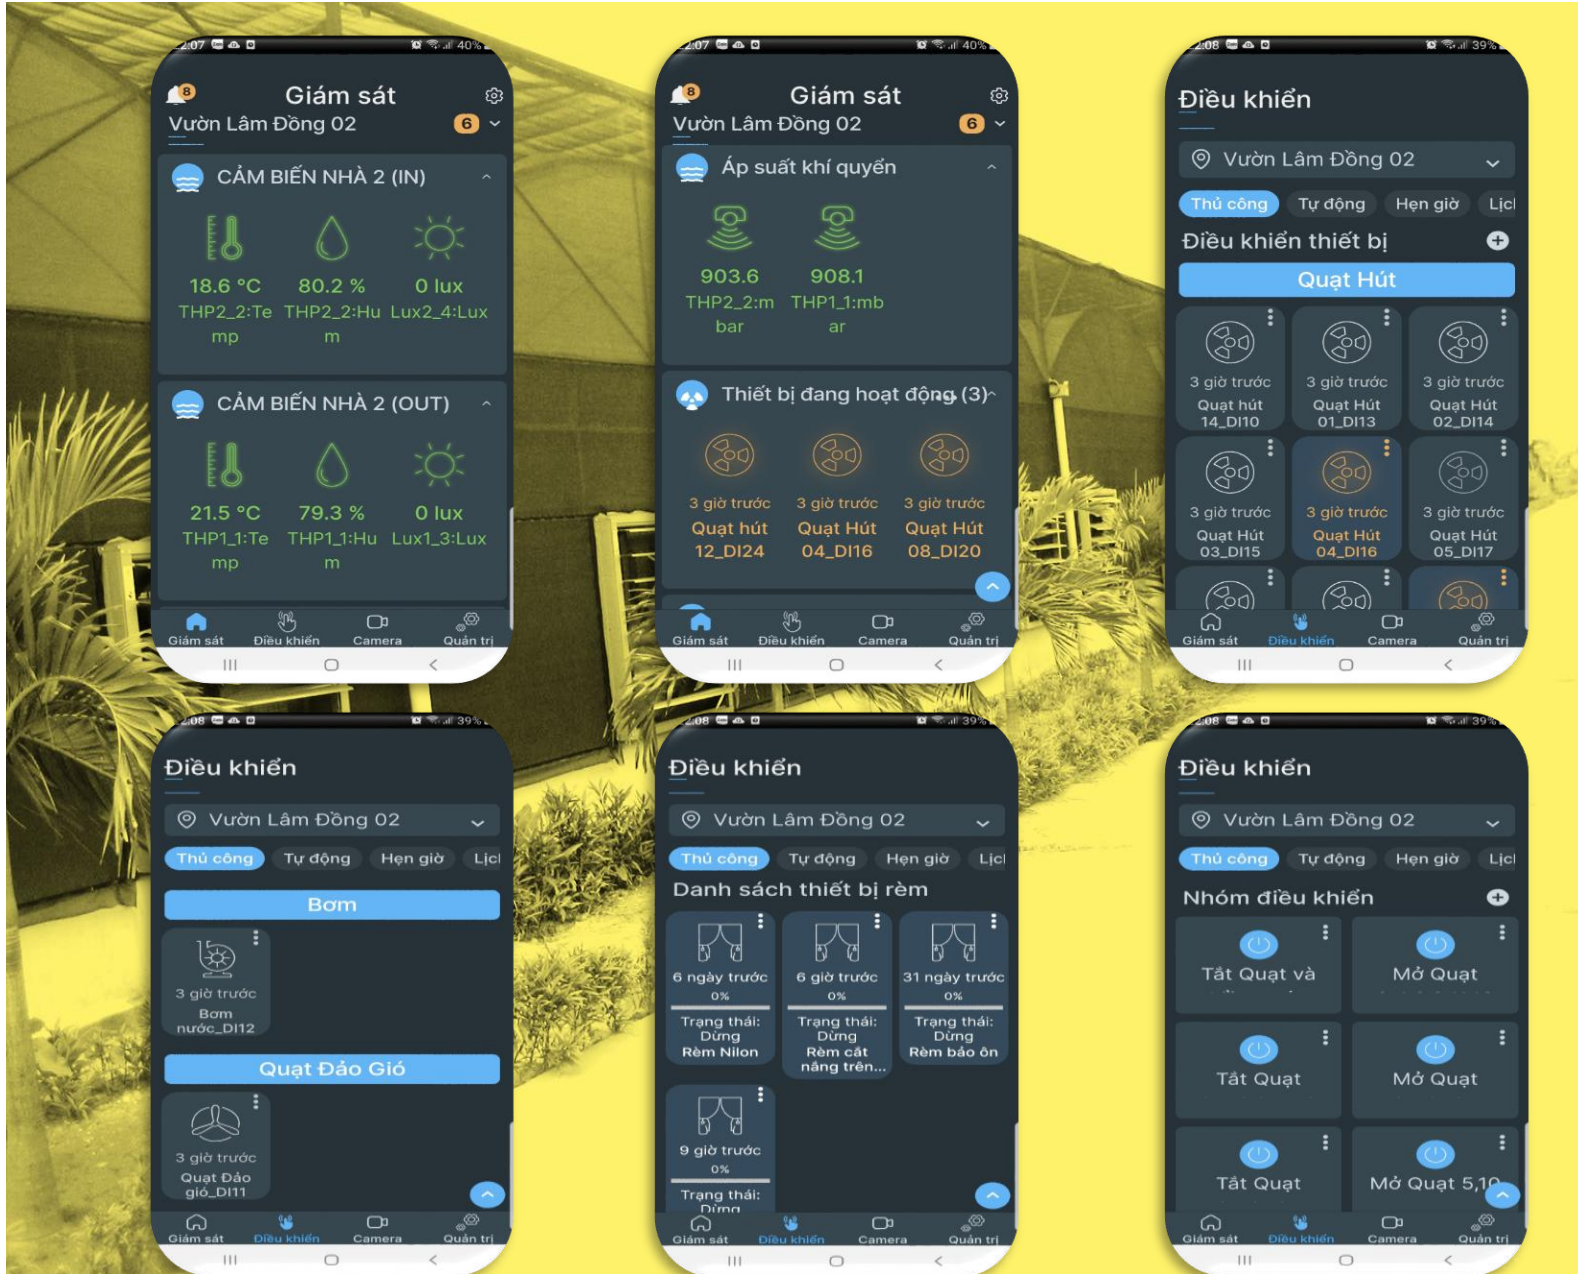 2:07
40%
8
Giám sát
Vườn Lâm Đồng 02
6
CẢM BIẾN NHÀ 2 (IN)
18.6 °C
80.2 %
0 lux
THP2_2:Te
mp
THP2_2:Hu
m
Lux2_4:Lux
CẢM BIẾN NHÀ 2 (OUT)
21.5 °C
79.3 %
0 lux
THP1_1:Te
mp
THP1_1:Hu
m
Lux1_3:Lux
Giám sát
Điều khiển
Camera
Quản trị
2:07
40%
8
Giám sát
Vườn Lâm Đồng 02
6
Áp suất khí quyển
903.6
908.1
THP2_2:m
bar
THP1_1:mb
ar
Thiết bị đang hoạt động (3)
3 giờ trước
Quạt hút
12_DI24
3 giờ trước
Quạt Hút
04_DI16
3 giờ trước
Quạt Hút
08_DI20
Giám sát
Điều khiển
Camera
Quản trị
2:08
39%
Điều khiển
Vườn Lâm Đồng 02
Thủ công
Tự động
Hẹn giờ
Lịcl
Điều khiển thiết bị
Quạt Hút
3 giờ trước
Quạt hút
14_DI10
3 giờ trước
Quạt Hút
01_DI13
3 giờ trước
Quạt Hút
02_DI14
3 giờ trước
Quạt Hút
03_DI15
3 giờ trước
Quạt Hút
04_DI16
3 giờ trước
Quạt Hút
05_DI17
Giám sát
Điều khiển
Camera
Quản trị
2:08
39%
Điều khiển
Vườn Lâm Đồng 02
Thủ công
Tự động
Hẹn giờ
Lịcl
Bơm
3 giờ trước
Bơm
nước_DI12
Quạt Đảo Gió
3 giờ trước
Quạt Đảo
gió_DI11
Giám sát
Điều khiển
Camera
Quản trị
2:08
39%
Điều khiển
Vườn Lâm Đồng 02
Thủ công
Tự động
Hẹn giờ
Lịcl
Danh sách thiết bị rèm
6 ngày trước
0%
Trạng thái:
Dừng
Rèm Nilon
6 giờ trước
0%
Trạng thái:
Dừng
Rèm cắt
nắng trên...
31 ngày trước
0%
Trạng thái:
Dừng
Rèm bảo ôn
9 giờ trước
0%
Trạng thái:
Dừng
Giám sát
Điều khiển
Camera
Quản trị
2:08
39%
Điều khiển
Vườn Lâm Đồng 02
Thủ công
Tự động
Hẹn giờ
Lịcl
Nhóm điều khiển
Tắt Quạt và
Mở Quạt
Tắt Quạt
Mở Quạt
Tắt Quạt
Mở Quạt 5,10
Giám sát
Điều khiển
Camera
Quản trị